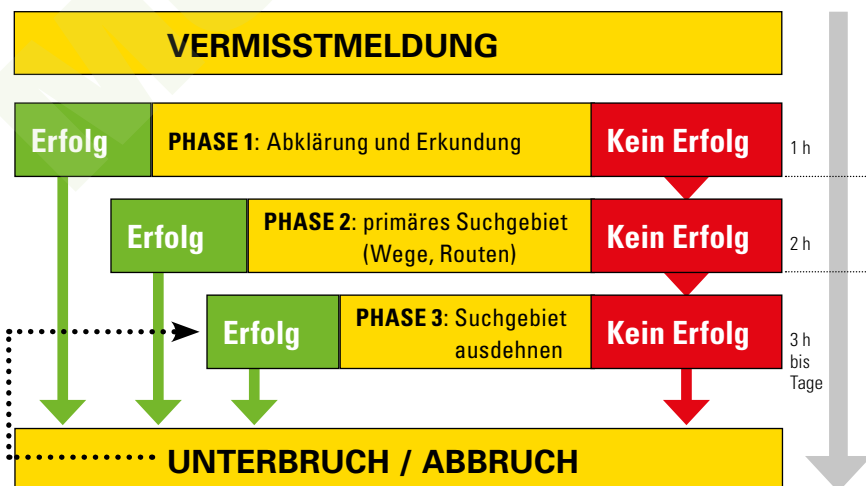 VERMISSTMELDUNG
Erfolg PHASE 1: Abklärung und Erkundung Kein Erfolg 1 h
Erfolg PHASE 2: primäres Suchgebiet (Wege, Routen) Kein Erfolg 2 h
Erfolg PHASE 3: Suchgebiet ausdehnen Kein Erfolg 3 h bis Tage
UNTERBRUCH / ABBRUCH